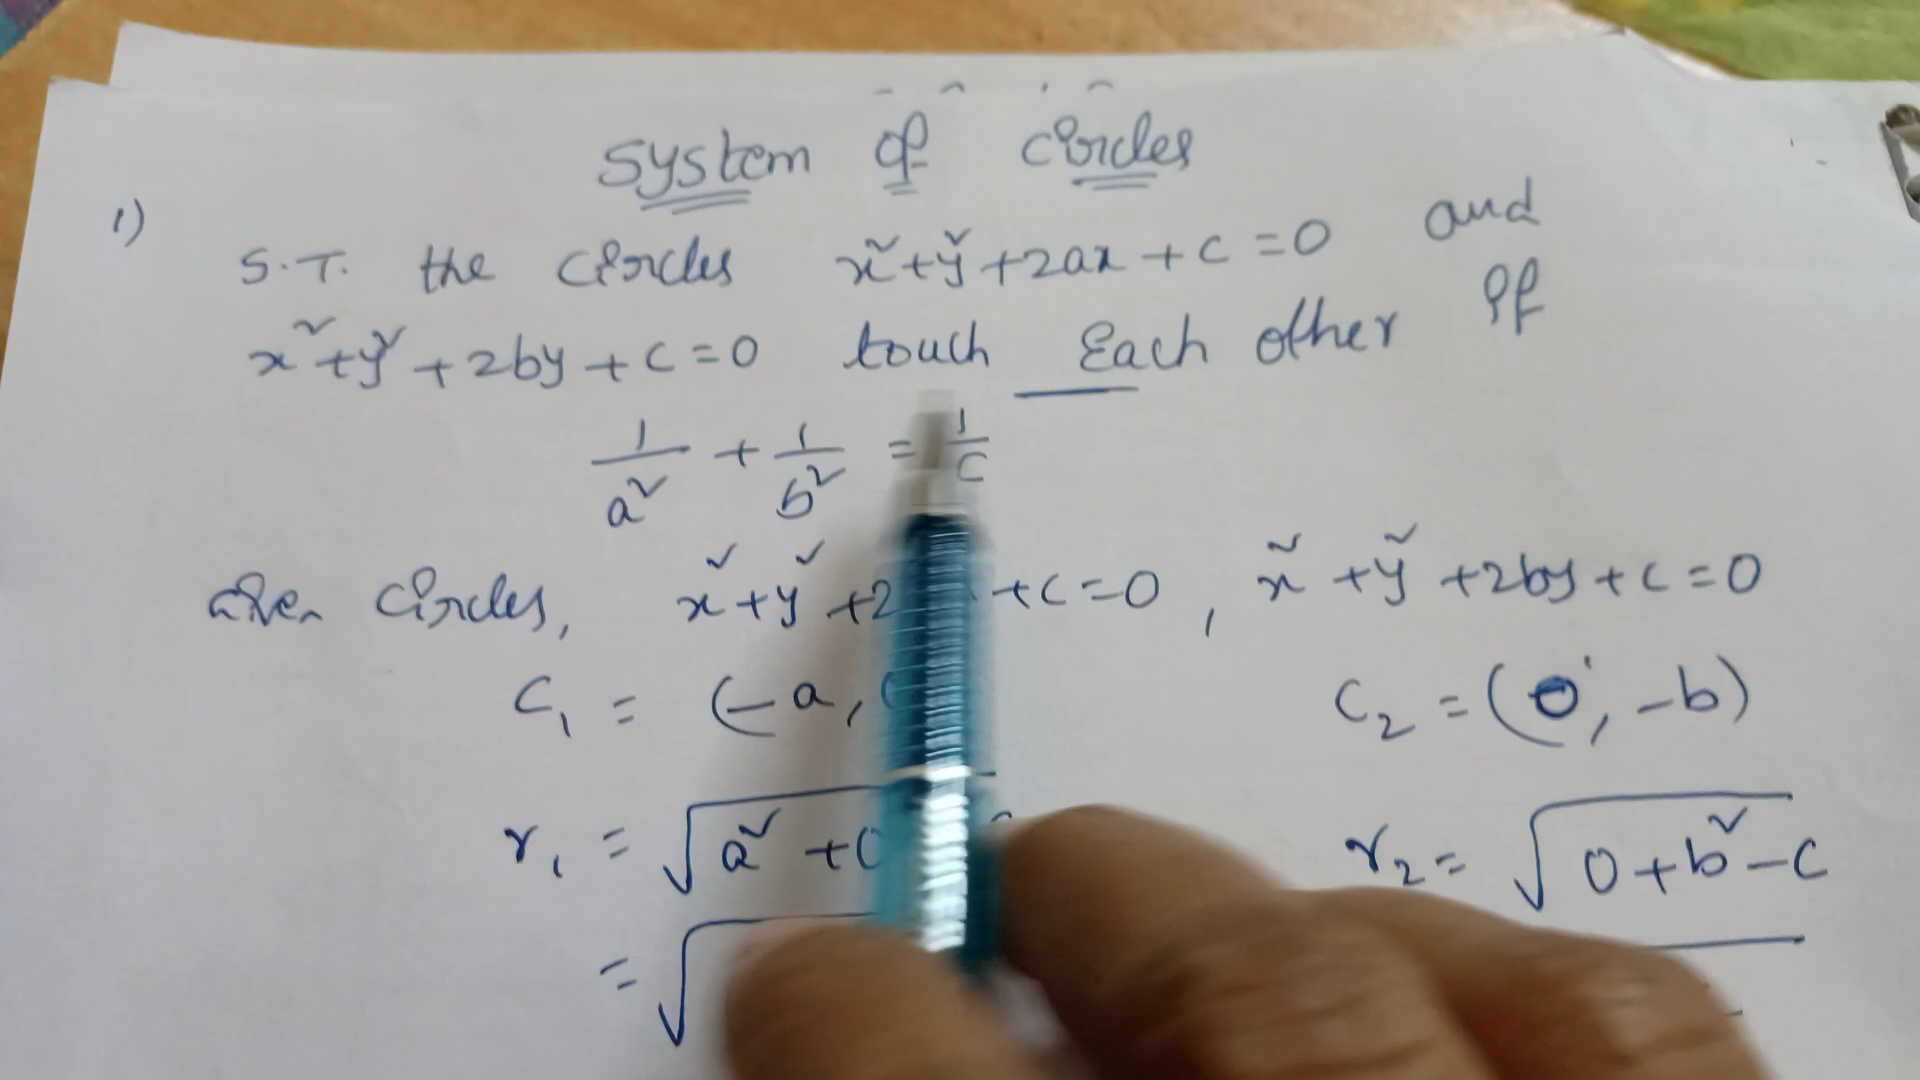 System of circles
1)
S.T. the circles x²+y²+2ax+c=0 and
x²+y²+2by+c=0 touch Each other if
1/a² + 1/b² = 1/c
Given circles, x²+y²+2 +c=0, x²+y²+2by+c=0
C₁ = (-a, C₂ = (0, -b)
r₁ = √a²+0 r₂ = √0+b²-c
= √